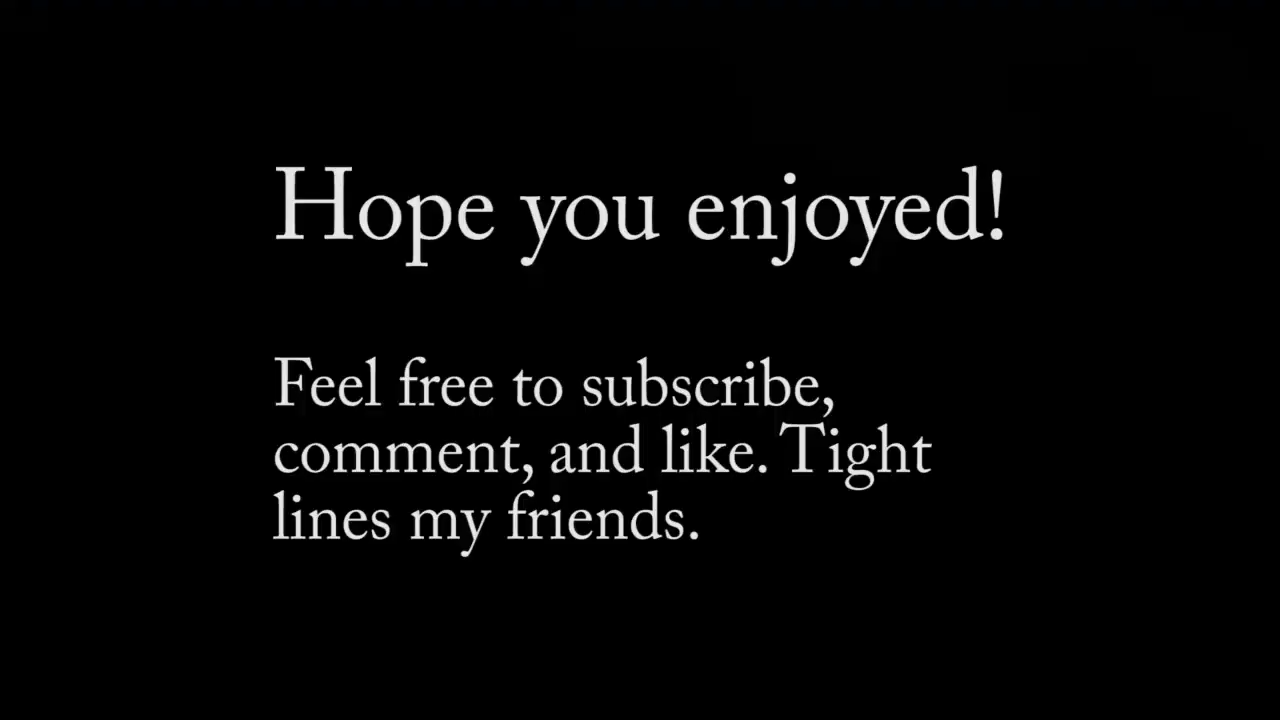 Hope you enjoyed!
Feel free to subscribe,
comment, and like. Tight
lines my friends.